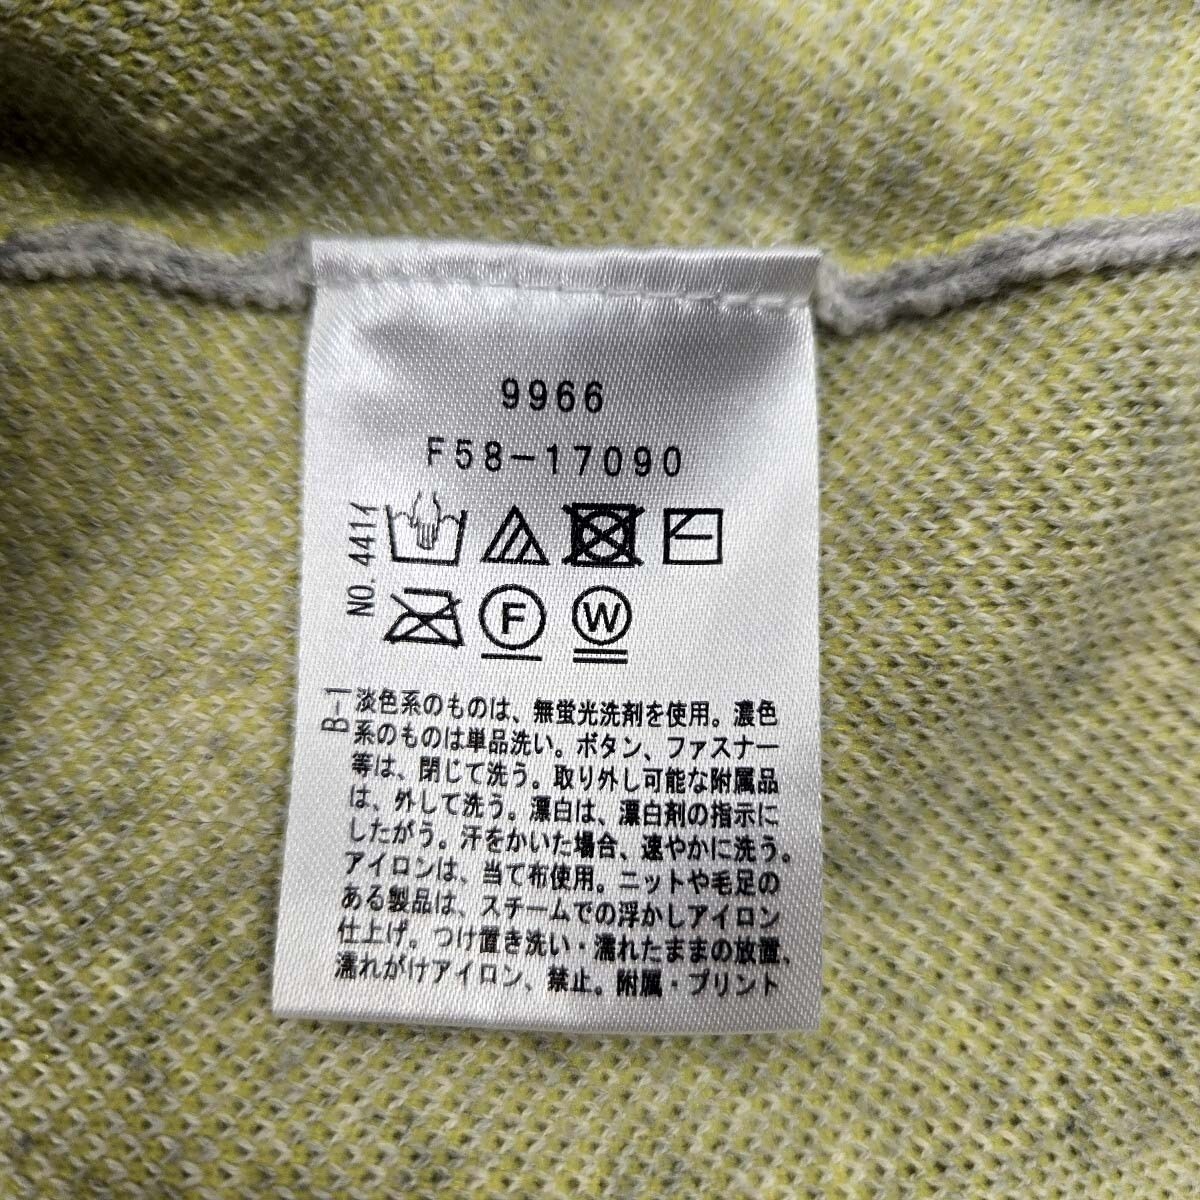 9966
F58-17090
NO. 441イ
F
W
B-1
淡色系のものは、無蛍光洗剤を使用。濃色
系のものは単品洗い。ボタン、ファスナー
等は、閉じて洗う。取り外し可能な附属品
は、外して洗う。漂白は、漂白剤の指示に
したがう。汗をかいた場合、速やかに洗う。
アイロンは、当て布使用。ニットや毛足の
ある製品は、スチームでの浮かしアイロン
仕上げ。つけ置き洗い・濡れたままの放置、
濡れがけアイロン、禁止。附属・プリント